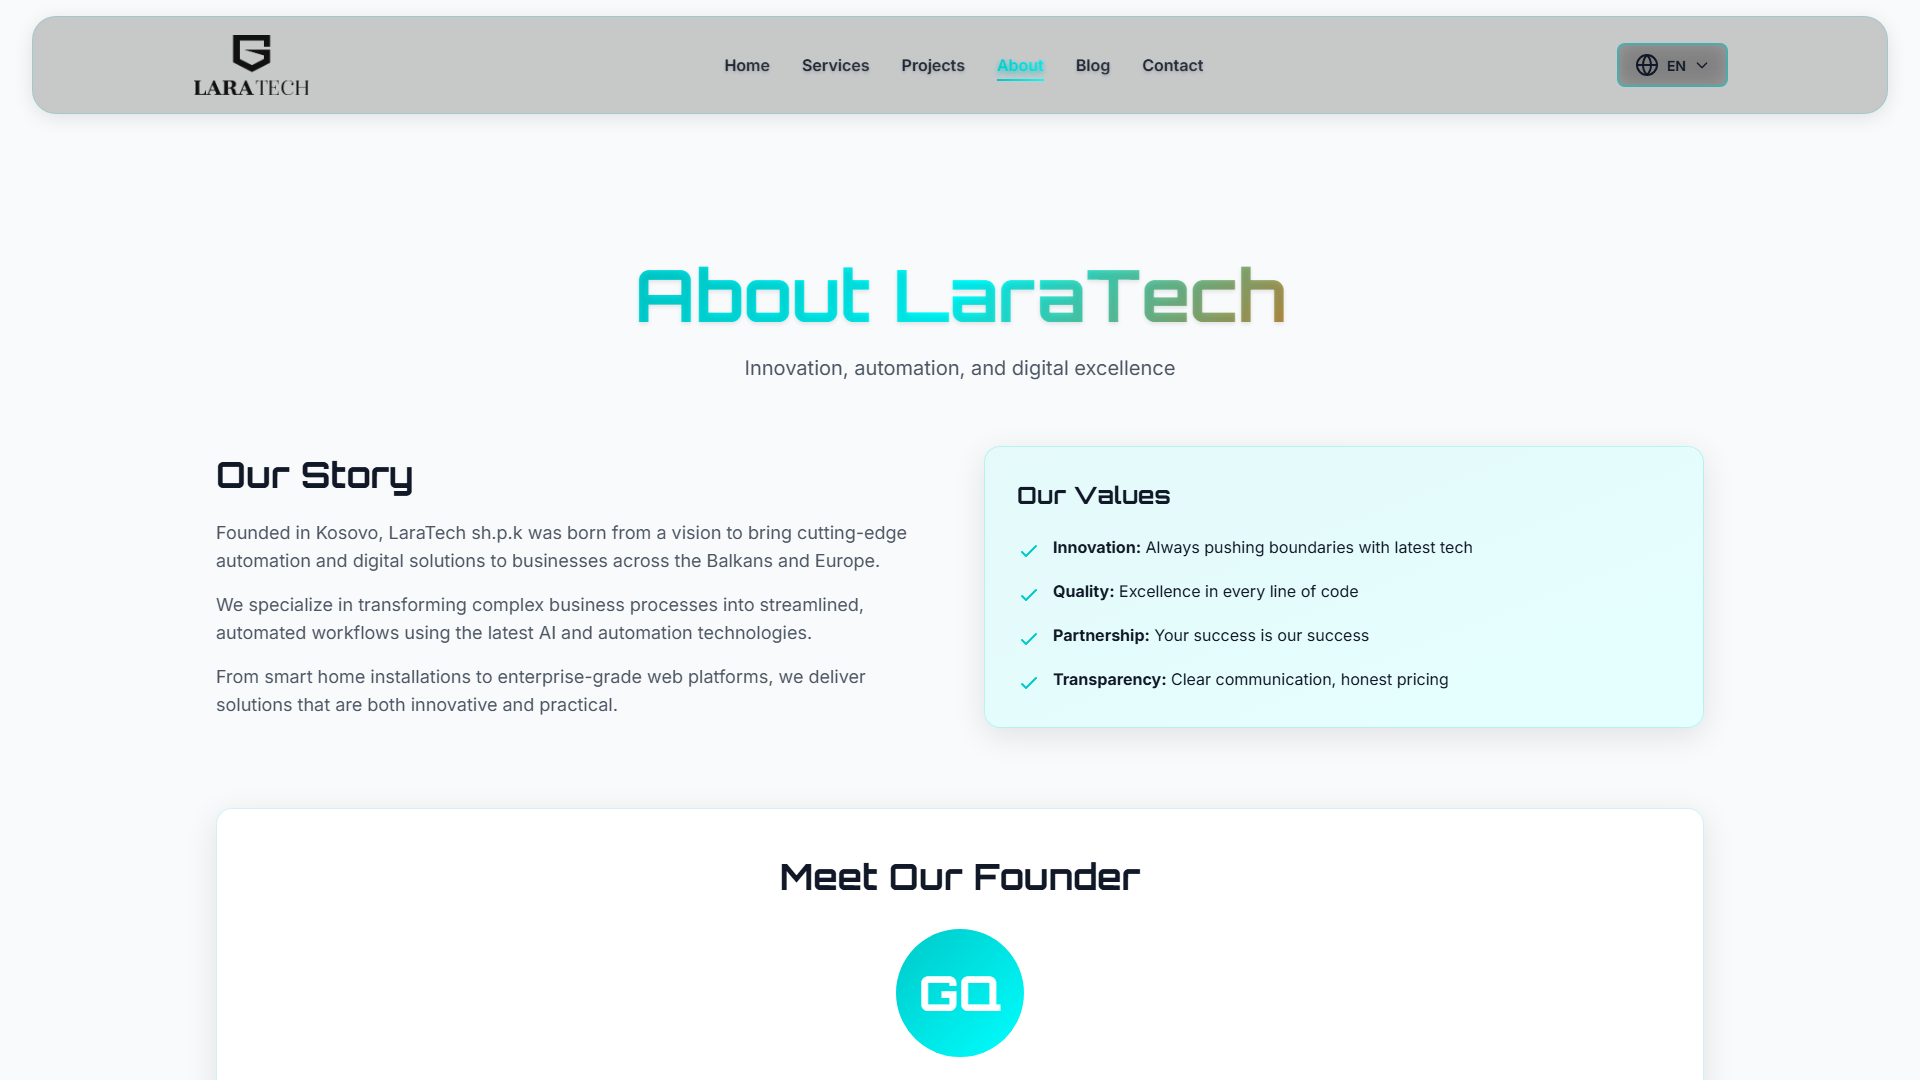 LARATECH
Home
Services
Projects
About
Blog
Contact
EN
About LaraTech
Innovation, automation, and digital excellence
Our Story
Founded in Kosovo, LaraTech sh.p.k was born from a vision to bring cutting-edge
automation and digital solutions to businesses across the Balkans and Europe.
We specialize in transforming complex business processes into streamlined,
automated workflows using the latest AI and automation technologies.
From smart home installations to enterprise-grade web platforms, we deliver
solutions that are both innovative and practical.
Our Values
Innovation: Always pushing boundaries with latest tech
Quality: Excellence in every line of code
Partnership: Your success is our success
Transparency: Clear communication, honest pricing
Meet Our Founder
GQ